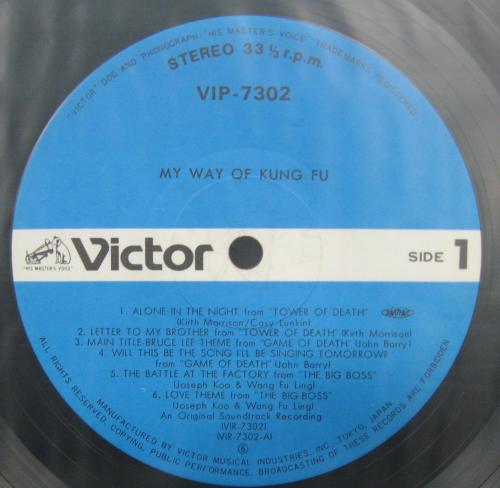 "VICTOR" DOG AND PHONOGRAPH "HIS MASTER'S VOICE" TRADEMARKS REGISTERED
STEREO 33 1/3 r.p.m.
VIP-7302
MY WAY OF KUNG FU
"HIS MASTER'S VOICE"
Victor
SIDE 1
1. ALONE IN THE NIGHT from "TOWER OF DEATH"
(Kirth Morrison/Casy Lunkin)
2. LETTER TO MY BROTHER from "TOWER OF DEATH" (Kirth Morrison)
3. MAIN TITLE-BRUCE LEE THEME from "GAME OF DEATH" (John Barry)
4. WILL THIS BE THE SONG I'LL BE SINGING TOMORROW?
from "GAME OF DEATH" (John Barry)
5. THE BATTLE AT THE FACTORY from "THE BIG BOSS"
(Joseph Koo & Wang Fu Ling)
6. LOVE THEME from "THE BIG BOSS"
(Joseph Koo & Wang Fu Ling)
An Original Soundtrack Recording
(VIR-7302)
(VIR-7302-A)
6
MANUFACTURED BY VICTOR MUSICAL INDUSTRIES, INC., TOKYO, JAPAN.
ALL RIGHTS RESERVED, COPYING, PUBLIC PERFORMANCE, BROADCASTING OF THESE RECORDS ARE FORBIDDEN